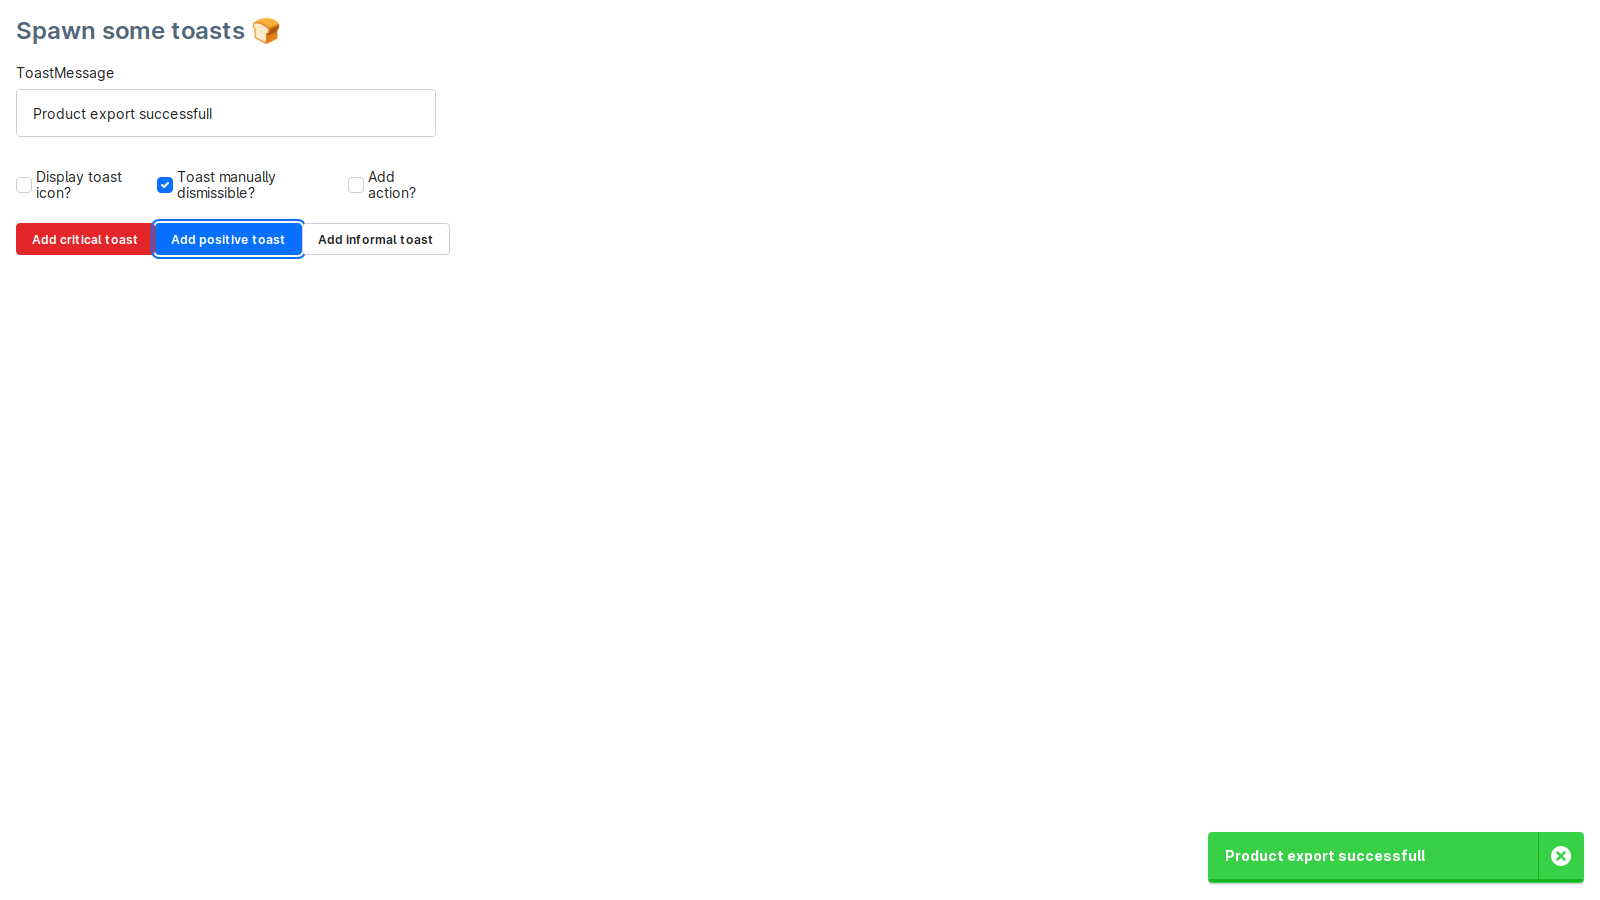 Spawn some toasts 🍞
ToastMessage
Product export successfull
Display toast
icon?
Toast manually
dismissible?
Add
action?
Add critical toast
Add positive toast
Add informal toast
Product export successfull